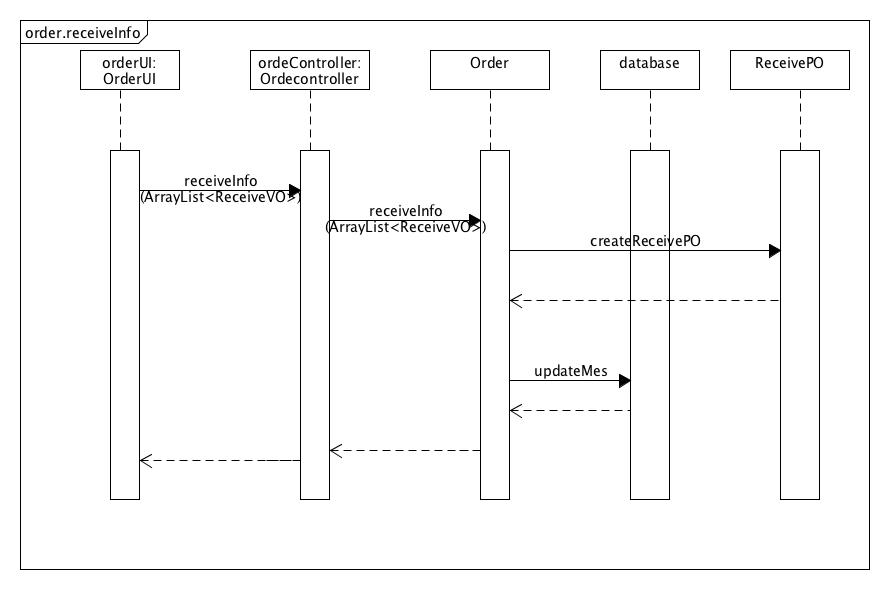 order.receiveInfo
orderUI:
OrderUI
ordeController:
Ordecontroller
Order
database
ReceivePO
receiveInfo
(ArrayList<ReceiveVO>)
receiveInfo
(ArrayList<ReceiveVO>)
createReceivePO
updateMes